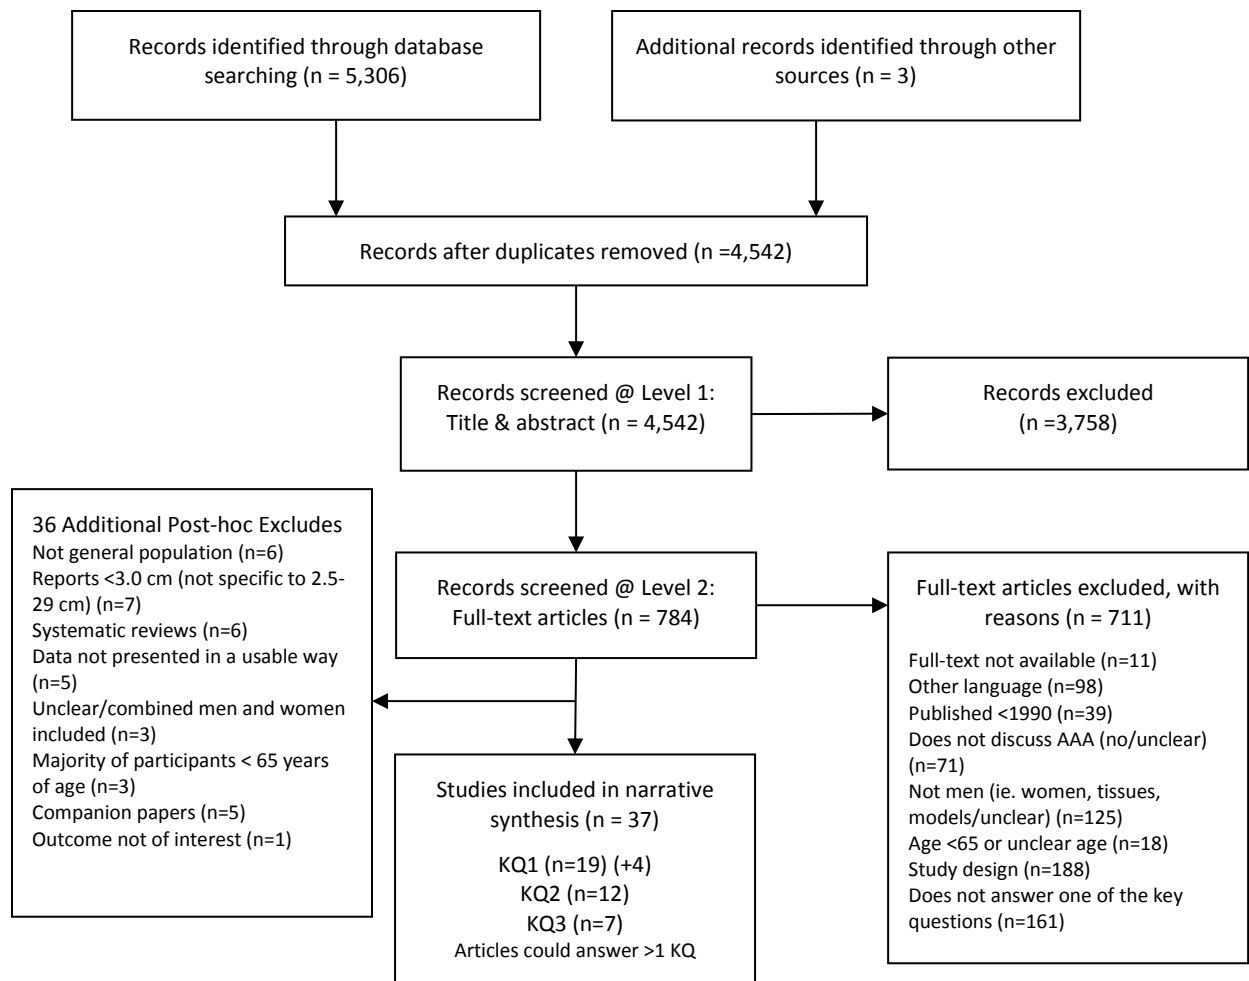 Records identified through database
searching (n = 5,306)
Additional records identified through other
sources (n = 3)
Records after duplicates removed (n =4,542)
Records screened @ Level 1:
Title & abstract (n = 4,542)
Records excluded
(n =3,758)
36 Additional Post-hoc Excludes
Not general population (n=6)
Reports <3.0 cm (not specific to 2.5-
29 cm) (n=7)
Systematic reviews (n=6)
Data not presented in a usable way
(n=5)
Unclear/combined men and women
included (n=3)
Majority of participants < 65 years
of age (n=3)
Companion papers (n=5)
Outcome not of interest (n=1)
Records screened @ Level 2:
Full-text articles (n = 784)
Full-text articles excluded, with
reasons (n = 711)
Full-text not available (n=11)
Other language (n=98)
Published <1990 (n=39)
Does not discuss AAA (no/unclear)
(n=71)
Not men (ie. women, tissues,
models/unclear) (n=125)
Age <65 or unclear age (n=18)
Study design (n=188)
Does not answer one of the key
questions (n=161)
Studies included in narrative
synthesis (n = 37)
KQ1 (n=19) (+4)
KQ2 (n=12)
KQ3 (n=7)
Articles could answer >1 KQ